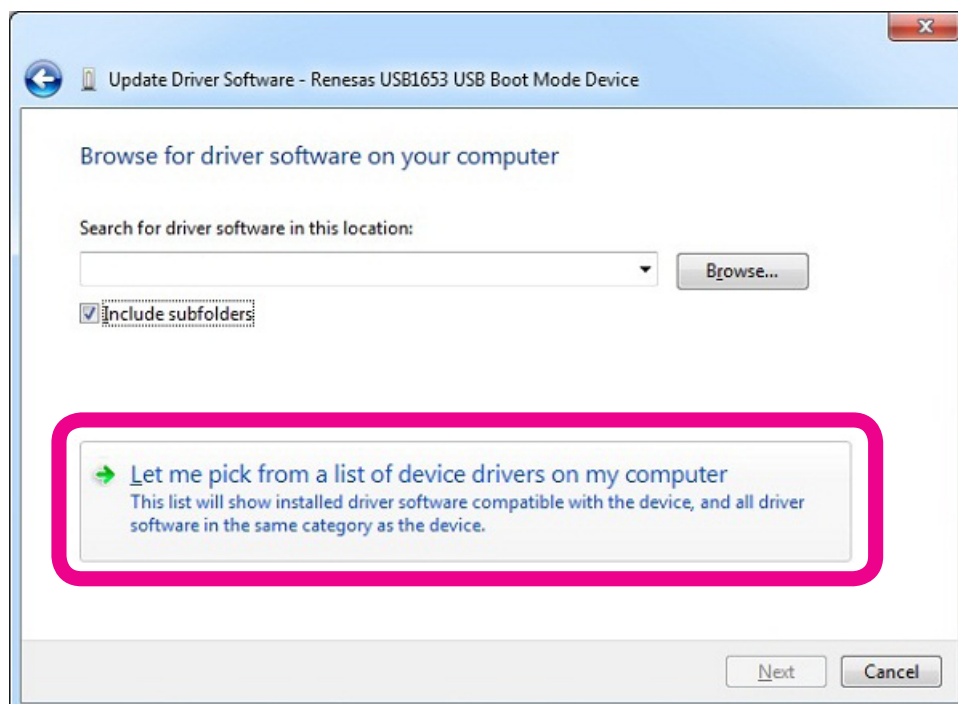 Update Driver Software - Renesas USB1653 USB Boot Mode Device
Browse for driver software on your computer
Search for driver software in this location:
Browse...
Include subfolders
Let me pick from a list of device drivers on my computer
This list will show installed driver software compatible with the device, and all driver
software in the same category as the device.
Next
Cancel